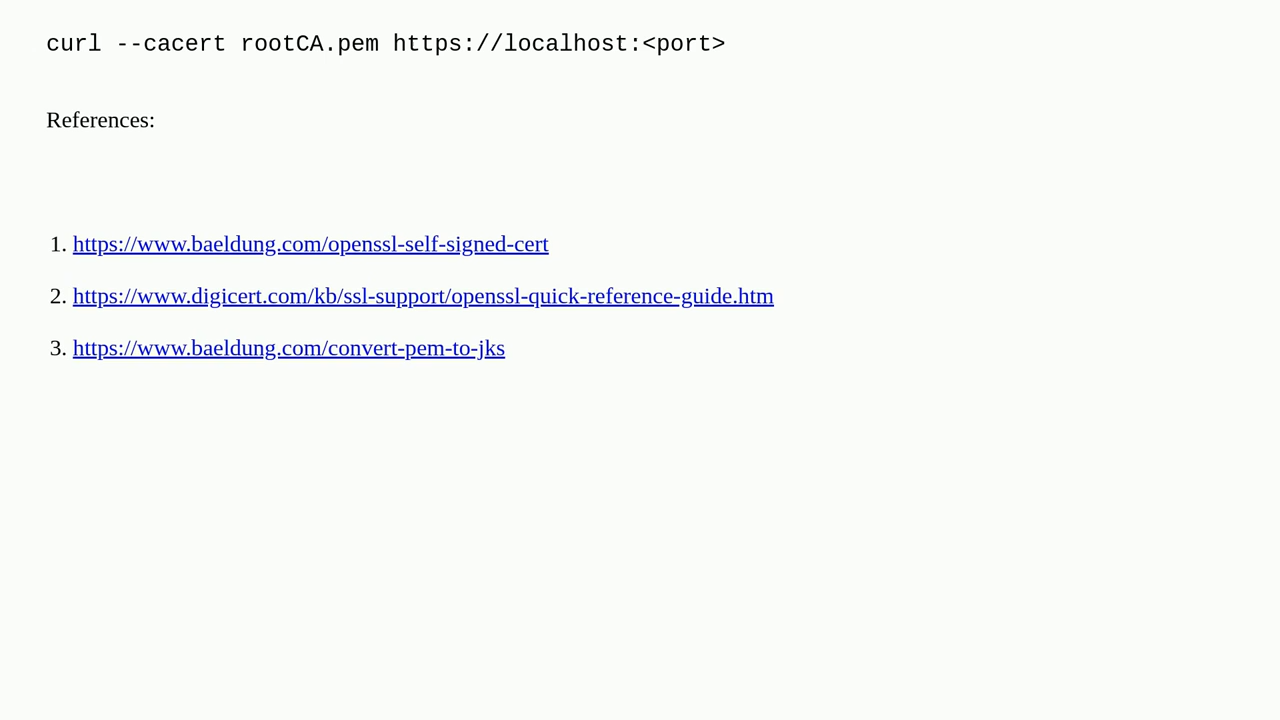 curl --cacert rootCA.pem https://localhost:<port>
References:
1. https://www.baeldung.com/openssl-self-signed-cert
2. https://www.digicert.com/kb/ssl-support/openssl-quick-reference-guide.htm
3. https://www.baeldung.com/convert-pem-to-jks